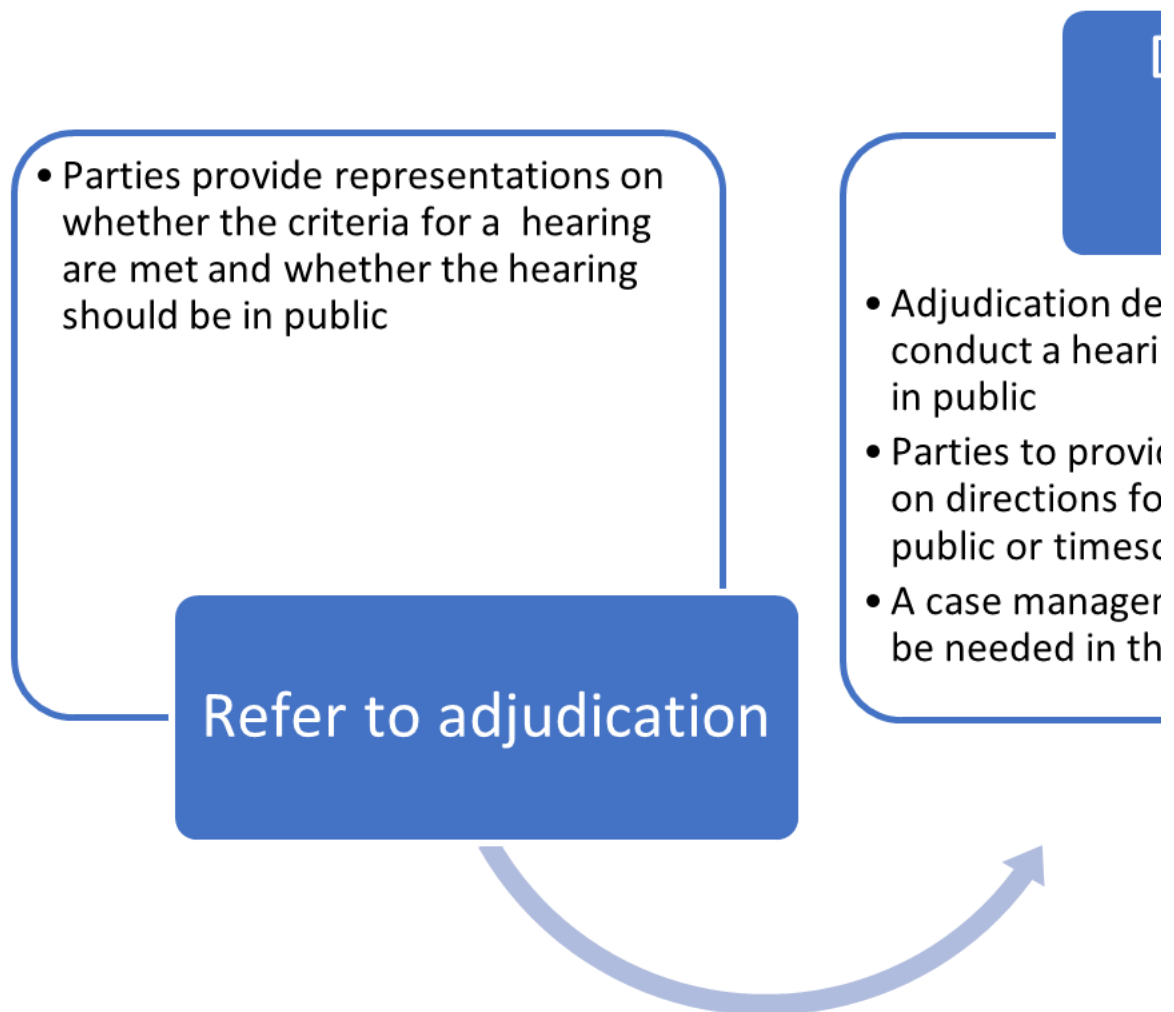 • Parties provide representations on
whether the criteria for a  hearing
are met and whether the hearing
should be in public
Refer to adjudication
• Adjudication
conduct a
in public
• Parties to
on directions
public or
• A case
be needed in